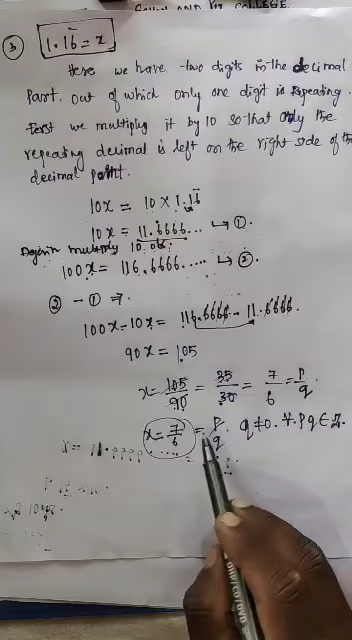 COLLEGE.
③ 1.16̅ = x
Here we have two digits in the decimal
Part. out of which only one digit is Repeating.
First we multiply it by 10 so that only the
repeating decimal is left on the right side of the
decimal point.
10x = 10 × 1.16̅
10x = 11.6666... ↳ ①.
multiply
100x = 116.6666..... ↳ ②.
② - ① ⇒.
100x - 10x = 116.6666 - 11.6666
90x = 105
x = 105/90 = 35/30 = 7/6 = P/q.
x = 7/6 = P/q. q ≠ 0. ∀. P q ∈ Z.